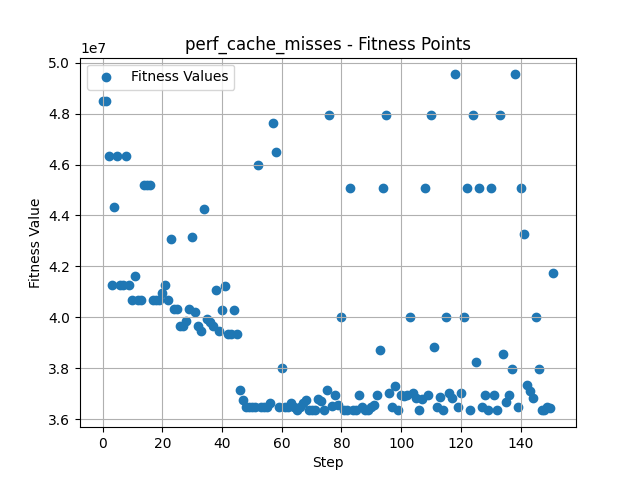 perf_cache_misses - Fitness Points
1e7
Fitness Values
5.0
4.8
4.6
4.4
4.2
4.0
3.8
3.6
Fitness Value
0 20 40 60 80 100 120 140
Step